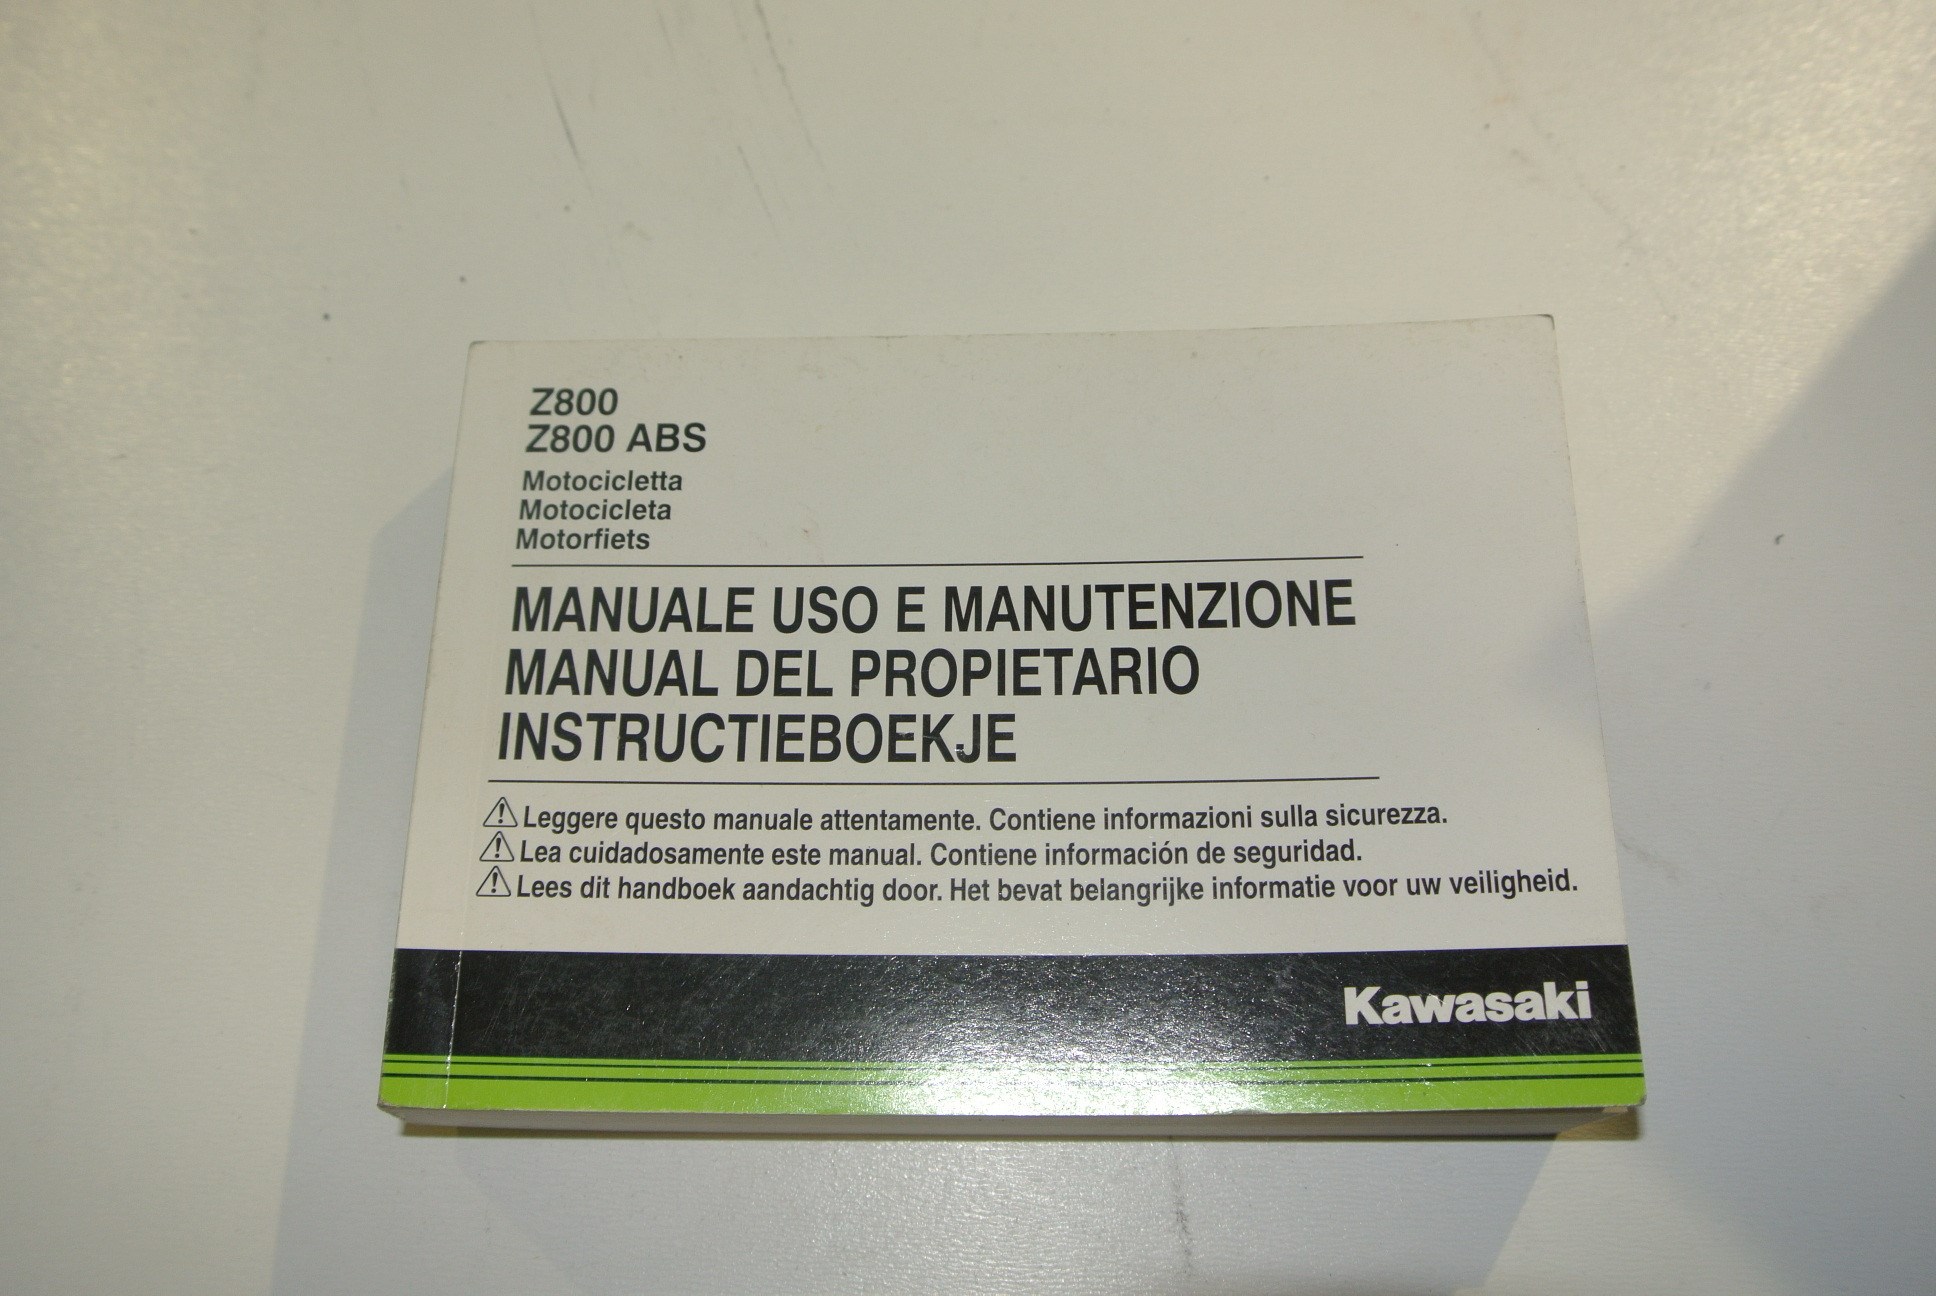 Z800
Z800 ABS
Motocicletta
Motocicleta
Motorfiets
MANUALE USO E MANUTENZIONE
MANUAL DEL PROPIETARIO
INSTRUCTIEBOEKJE
Leggere questo manuale attentamente. Contiene informazioni sulla sicurezza.
Lea cuidadosamente este manual. Contiene información de seguridad.
Lees dit handboek aandachtig door. Het bevat belangrijke informatie voor uw veiligheid.
Kawasaki